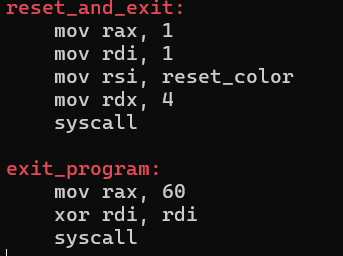 reset_and_exit:
    mov rax, 1
    mov rdi, 1
    mov rsi, reset_color
    mov rdx, 4
    syscall

exit_program:
    mov rax, 60
    xor rdi, rdi
    syscall